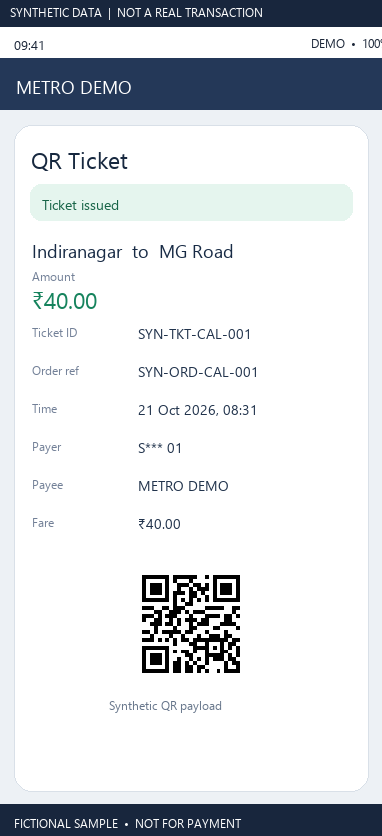 SYNTHETIC DATA | NOT A REAL TRANSACTION
09:41 DEMO • 100%
METRO DEMO
QR Ticket
Ticket issued
Indiranagar to MG Road
Amount
₹40.00
Ticket ID SYN-TKT-CAL-001
Order ref SYN-ORD-CAL-001
Time 21 Oct 2026, 08:31
Payer S*** 01
Payee METRO DEMO
Fare ₹40.00
Synthetic QR payload
FICTIONAL SAMPLE • NOT FOR PAYMENT